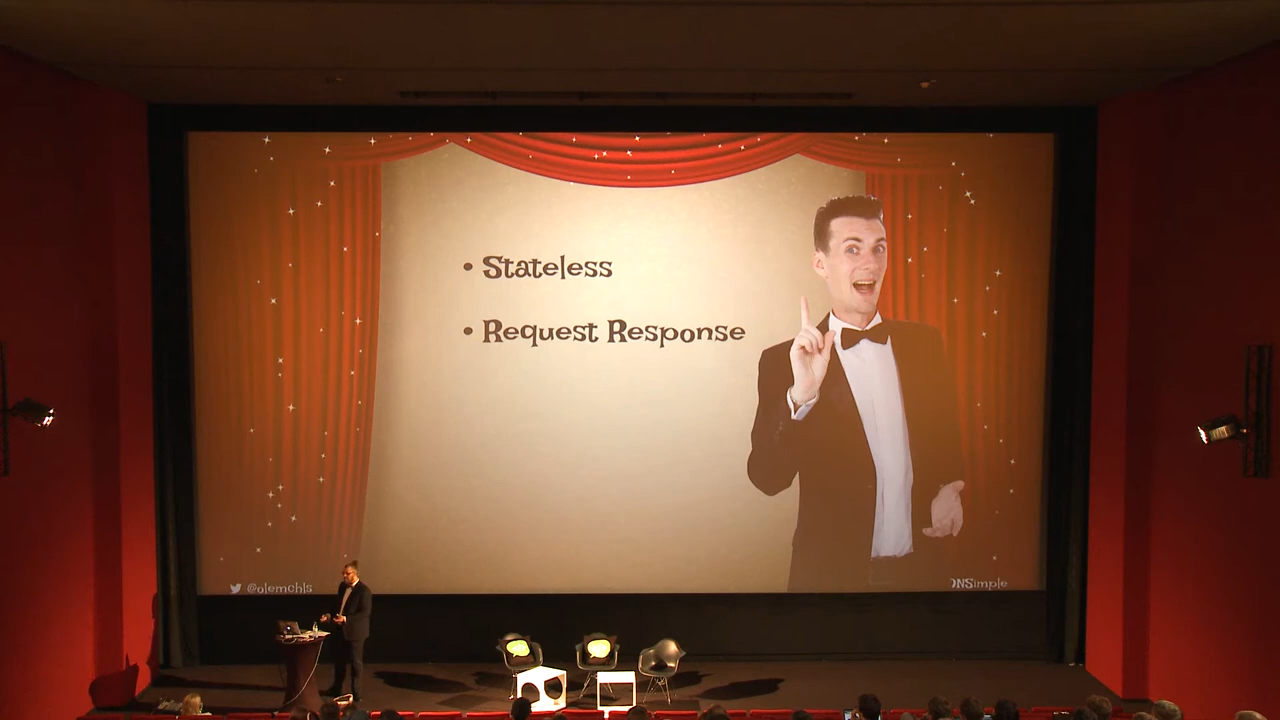 • Stateless
• Request Response
@olemchls
DNSimple